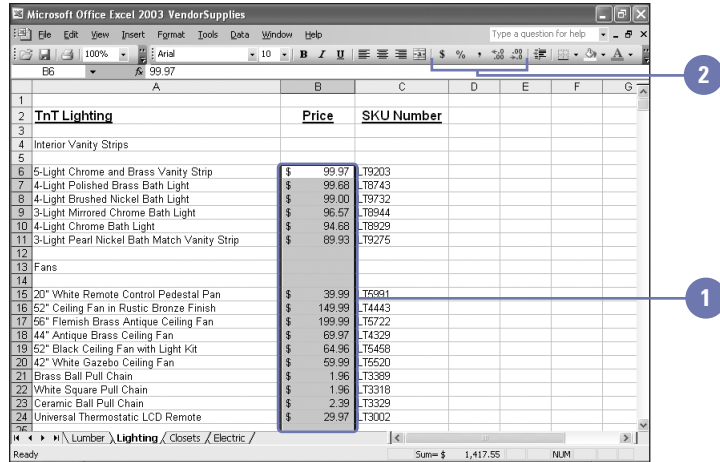 Microsoft Office Excel 2003 VendorSupplies
File Edit View Insert Format Tools Data Window Help Type a question for help
100% Arial 10 B I U $ % ,
B6 fx 99.97
A B C D E F G
1
2 TnT Lighting Price SKU Number
3
4 Interior Vanity Strips
5
6 5-Light Chrome and Brass Vanity Strip $ 99.97 LT9203
7 4-Light Polished Brass Bath Light $ 99.68 LT8743
8 4-Light Brushed Nickel Bath Light $ 99.00 LT9732
9 3-Light Mirrored Chrome Bath Light $ 96.57 LT8944
10 4-Light Chrome Bath Light $ 94.68 LT8929
11 3-Light Pearl Nickel Bath Match Vanity Strip $ 89.93 LT9275
12
13 Fans
14
15 20" White Remote Control Pedestal Pan $ 39.99 LT5991
16 52" Ceiling Fan in Rustic Bronze Finish $ 149.99 LT4443
17 56" Flemish Brass Antique Ceiling Fan $ 199.99 LT5722
18 44" Antique Brass Ceiling Fan $ 69.97 LT4329
19 52" Black Ceiling Fan with Light Kit $ 64.96 LT5458
20 42" White Gazebo Ceiling Fan $ 59.99 LT5520
21 Brass Ball Pull Chain $ 1.96 LT3389
22 White Square Pull Chain $ 1.96 LT3318
23 Ceramic Ball Pull Chain $ 2.39 LT3329
24 Universal Thermostatic LCD Remote $ 29.97 LT3002
25
Lumber Lighting Closets Electric
Ready Sum= $ 1,417.55 NUM
2
1